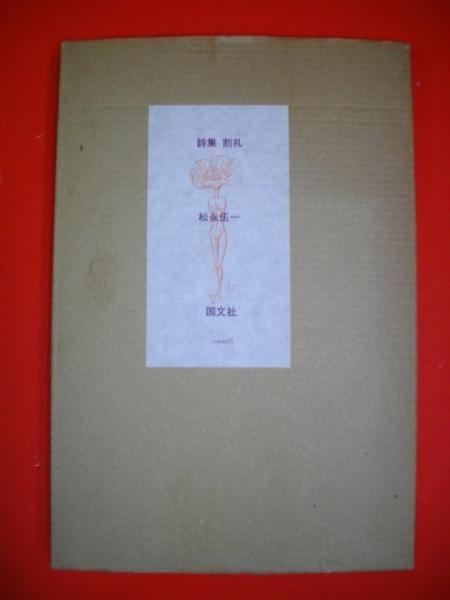 詩集 割礼
松永伍一
国文社